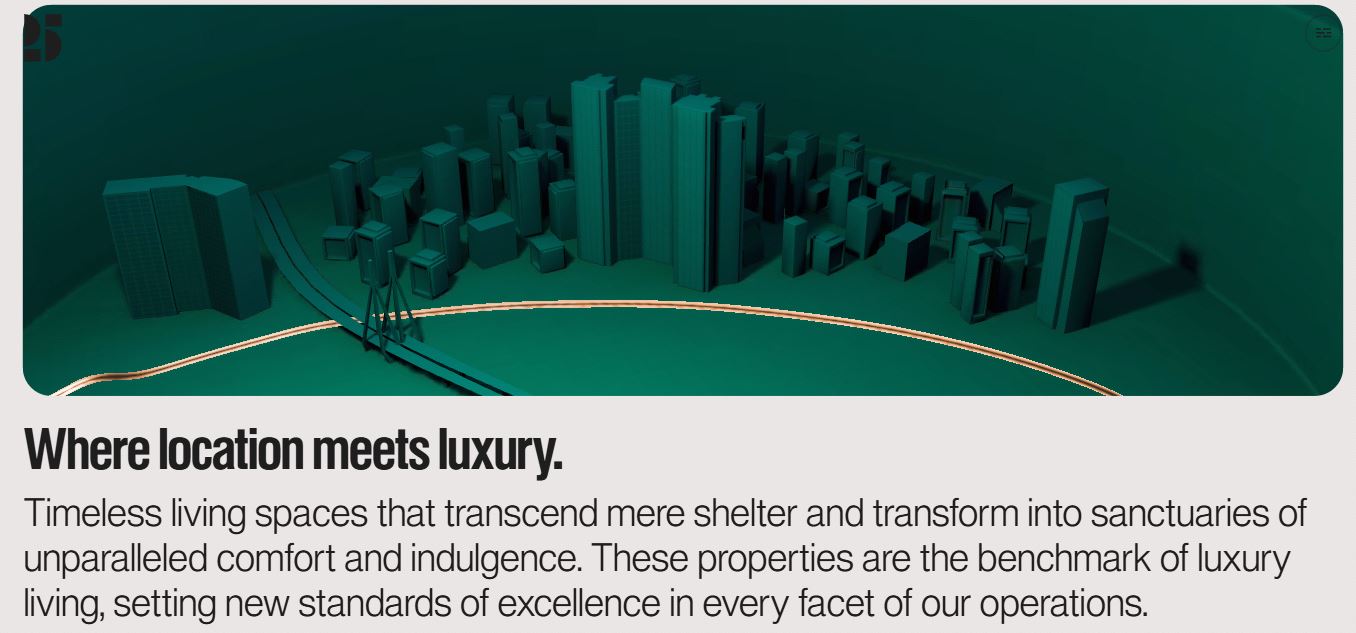 25
Where location meets luxury.
Timeless living spaces that transcend mere shelter and transform into sanctuaries of
unparalleled comfort and indulgence. These properties are the benchmark of luxury
living, setting new standards of excellence in every facet of our operations.